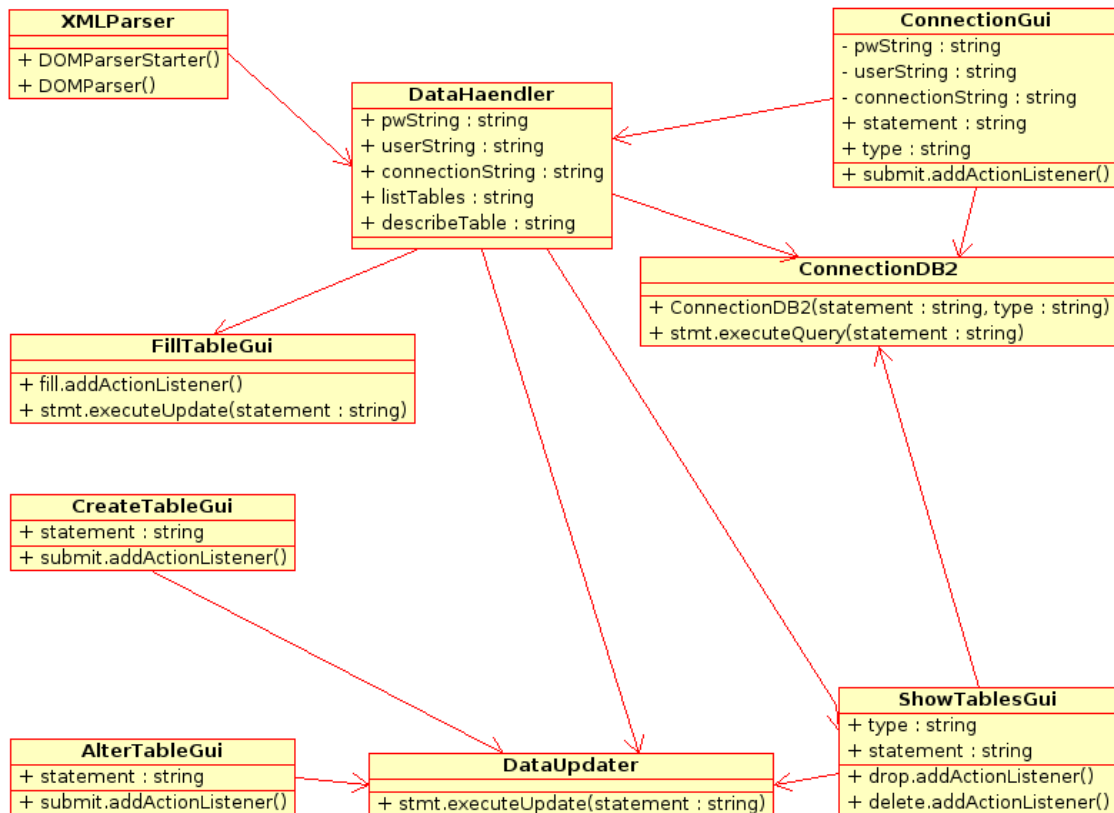 XMLParser
+ DOMParserStarter()
+ DOMParser()
ConnectionGui
- pwString : string
- userString : string
- connectionString : string
+ statement : string
+ type : string
+ submit.addActionListener()
DataHaendler
+ pwString : string
+ userString : string
+ connectionString : string
+ listTables : string
+ describeTable : string
ConnectionDB2
+ ConnectionDB2(statement : string, type : string)
+ stmt.executeQuery(statement : string)
FillTableGui
+ fill.addActionListener()
+ stmt.executeUpdate(statement : string)
CreateTableGui
+ statement : string
+ submit.addActionListener()
ShowTablesGui
+ type : string
+ statement : string
+ drop.addActionListener()
+ delete.addActionListener()
AlterTableGui
+ statement : string
+ submit.addActionListener()
DataUpdater
+ stmt.executeUpdate(statement : string)